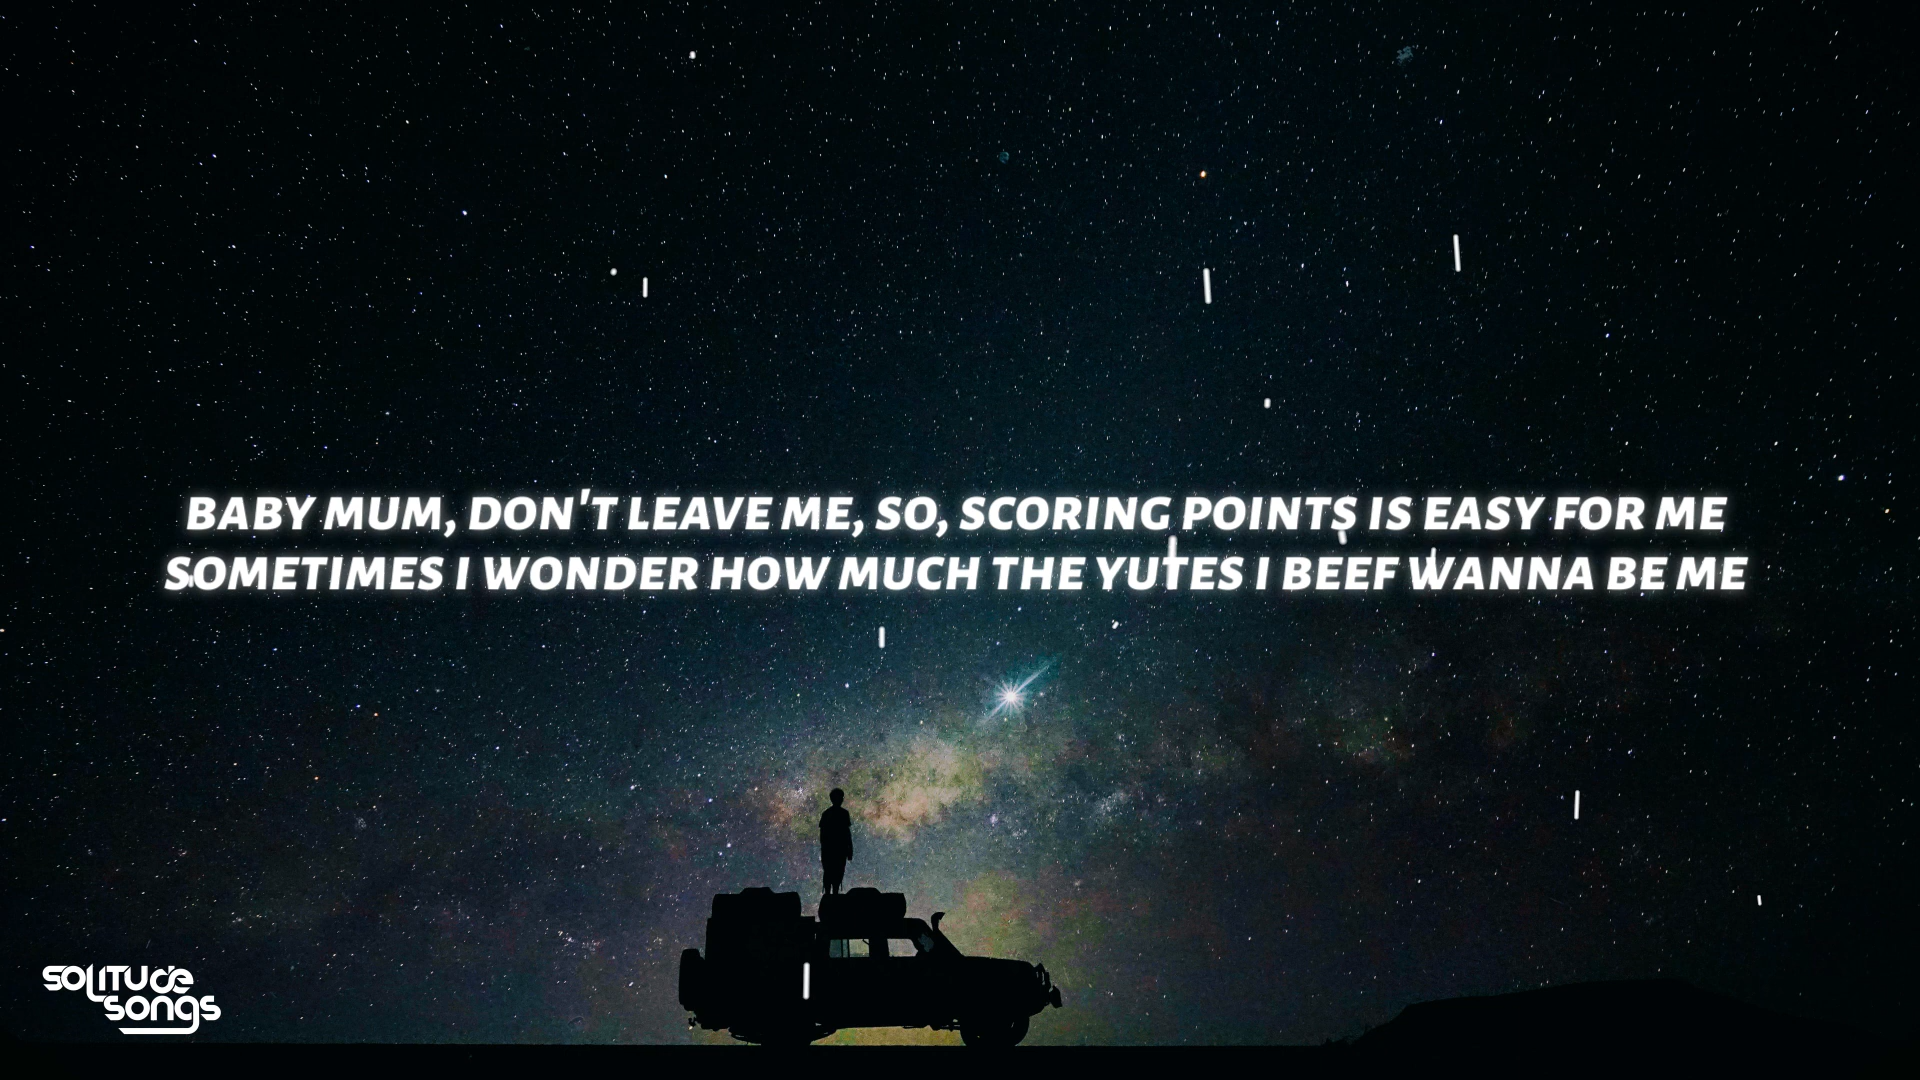 BABY MUM, DON'T LEAVE ME, SO, SCORING POINTS IS EASY FOR ME
SOMETIMES I WONDER HOW MUCH THE YUTES I BEEF WANNA BE ME
SOLITUDE
SONGS